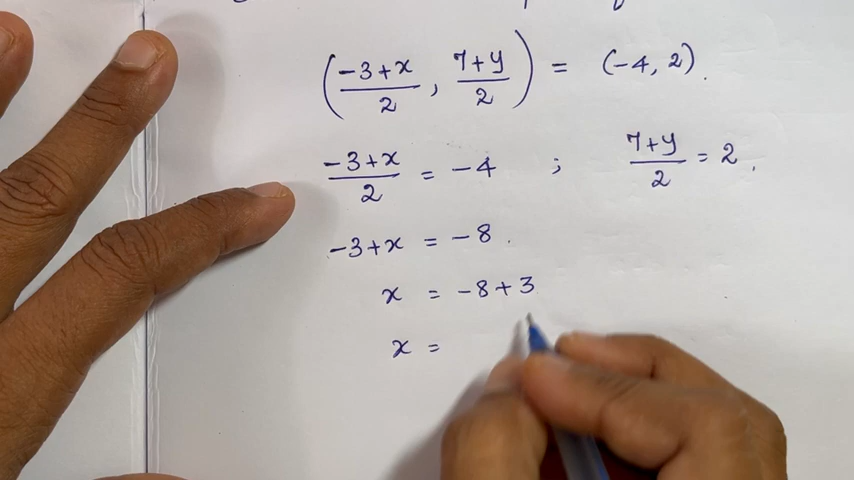 (-3+x/2, 7+y/2) = (-4, 2).
-3+x/2 = -4 ; 7+y/2 = 2.
-3+x = -8.
x = -8+3
x =